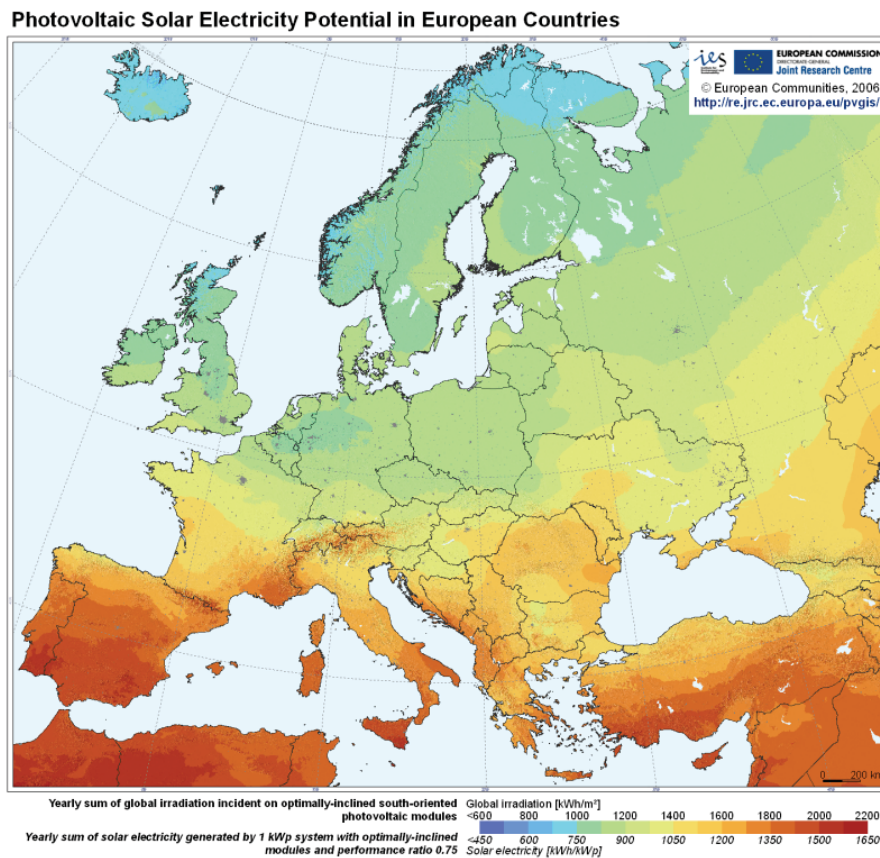 Photovoltaic Solar Electricity Potential in European Countries
ies
EUROPEAN COMMISSION
DIRECTORATE-GENERAL
Joint Research Centre
© European Communities, 2006
http://re.jrc.ec.europa.eu/pvgis/
0 200 km
Yearly sum of global irradiation incident on optimally-inclined south-oriented
photovoltaic modules
Global irradiation [kWh/m²]
<600 800 1000 1200 1400 1600 1800 2000 2200
Yearly sum of solar electricity generated by 1 kWp system with optimally-inclined
modules and performance ratio 0.75
<450 600 750 900 1050 1200 1350 1500 1650
Solar electricity [kWh/kWp]